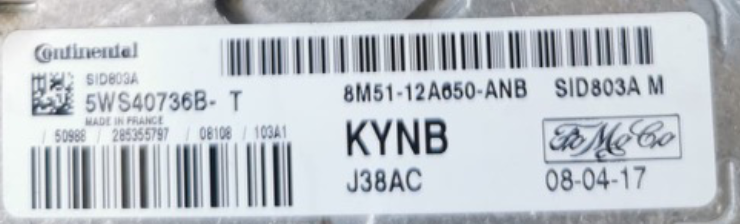 Continental
SID803A
5WS40736B- T
MADE IN FRANCE
/ 50988 / 285355797 / 08108 / 103A1
8M51-12A650-ANB SID803A M
KYNB
FoMoCo
J38AC
08-04-17